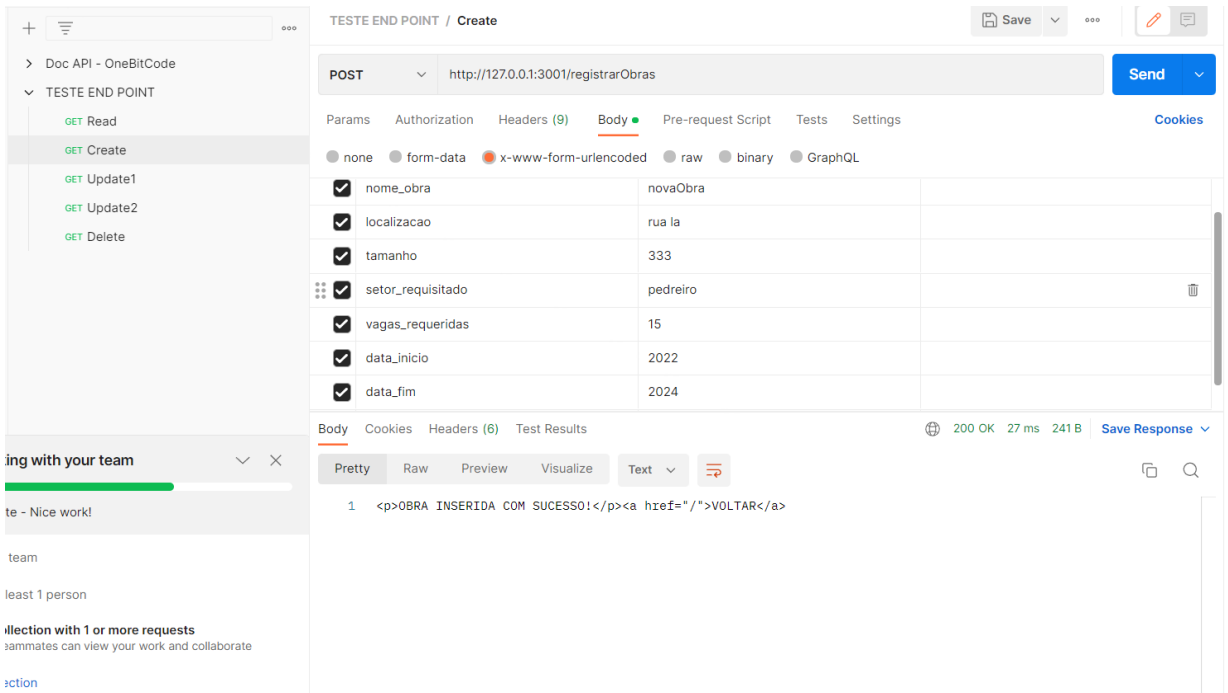 TESTE END POINT / Create
Save
Doc API - OneBitCode
TESTE END POINT
GET Read
GET Create
GET Update1
GET Update2
GET Delete
POST
http://127.0.0.1:3001/registrarObras
Send
Params Authorization Headers (9) Body Pre-request Script Tests Settings Cookies
none form-data x-www-form-urlencoded raw binary GraphQL
nome_obra novaObra
localizacao rua la
tamanho 333
setor_requisitado pedreiro
vagas_requeridas 15
data_inicio 2022
data_fim 2024
Body Cookies Headers (6) Test Results 200 OK 27 ms 241 B Save Response
Pretty Raw Preview Visualize Text
1 <p>OBRA INSERIDA COM SUCESSO!</p><a href="/">VOLTAR</a>
ing with your team
te - Nice work!
team
least 1 person
ollection with 1 or more requests
eammates can view your work and collaborate
ection